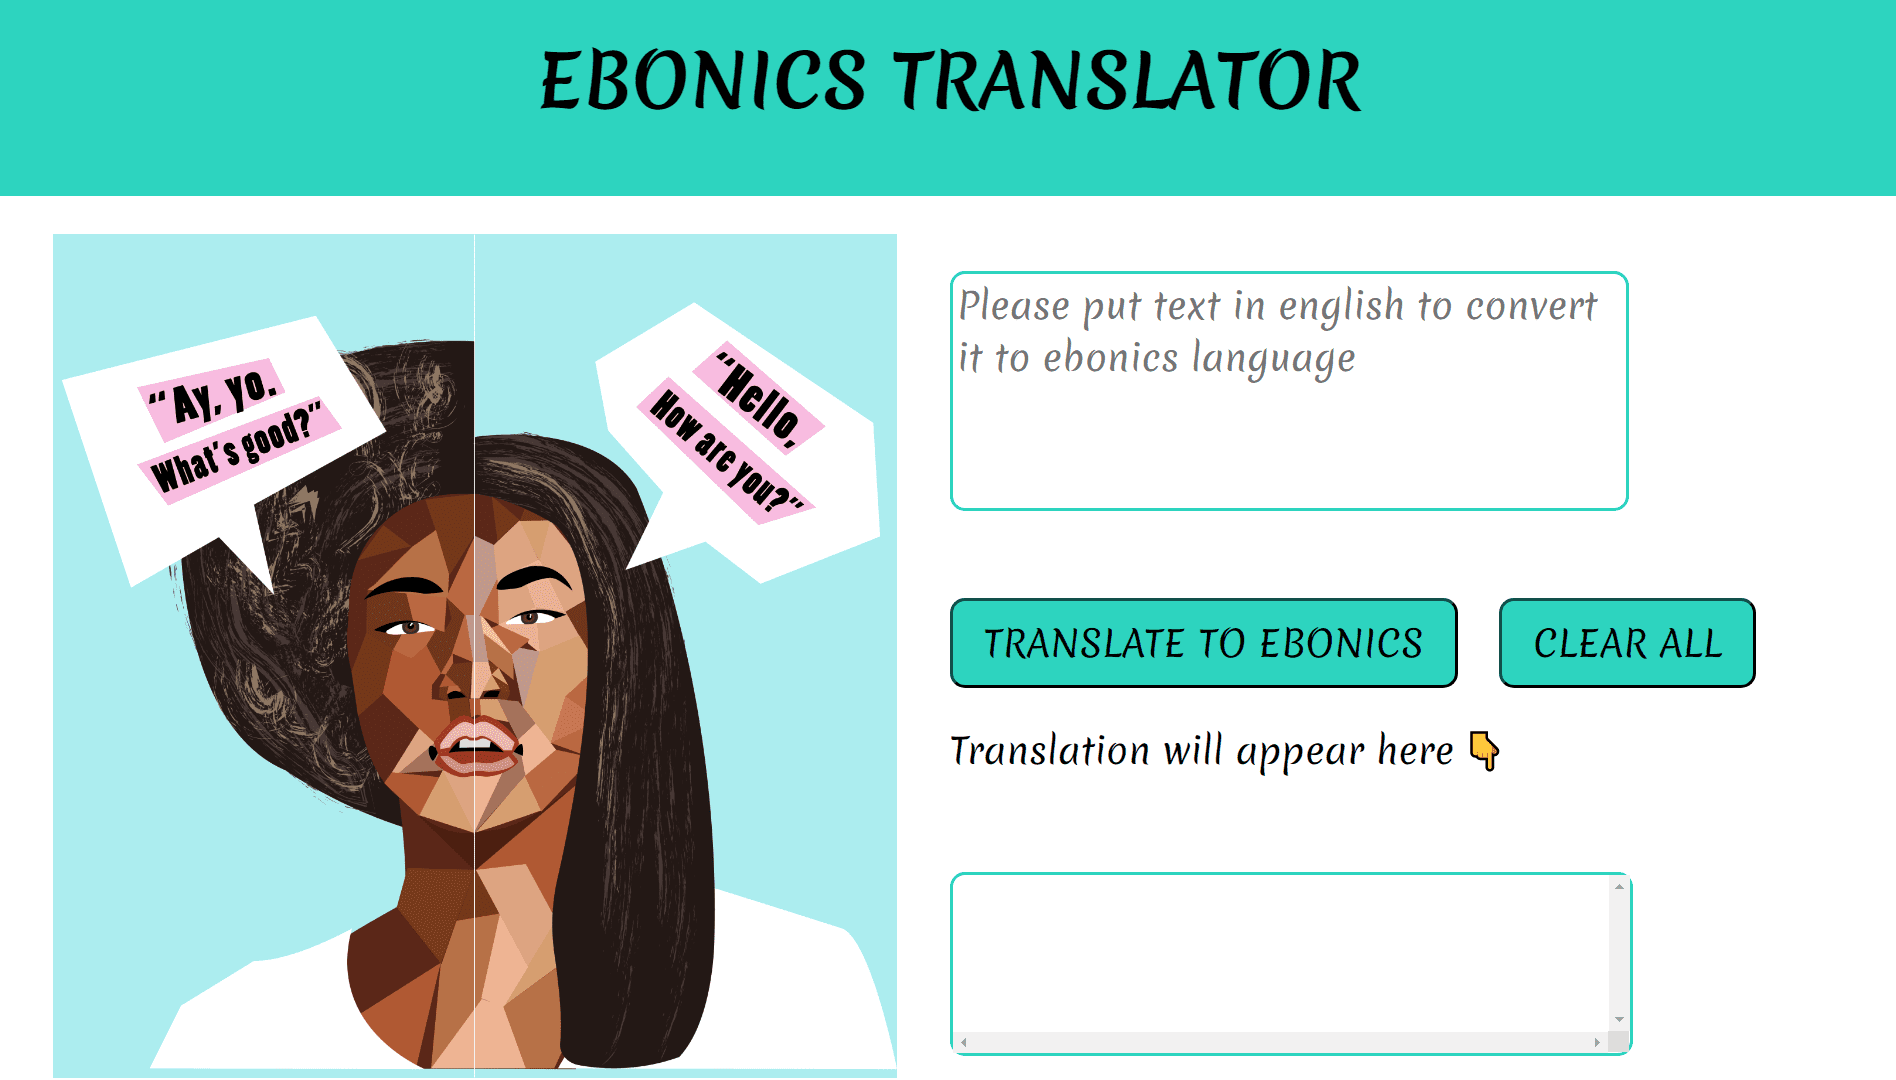 EBONICS TRANSLATOR
“Ay, yo.
What's good?”
“Hello,
How are you?”
Please put text in english to convert
it to ebonics language
TRANSLATE TO EBONICS
CLEAR ALL
Translation will appear here 👇